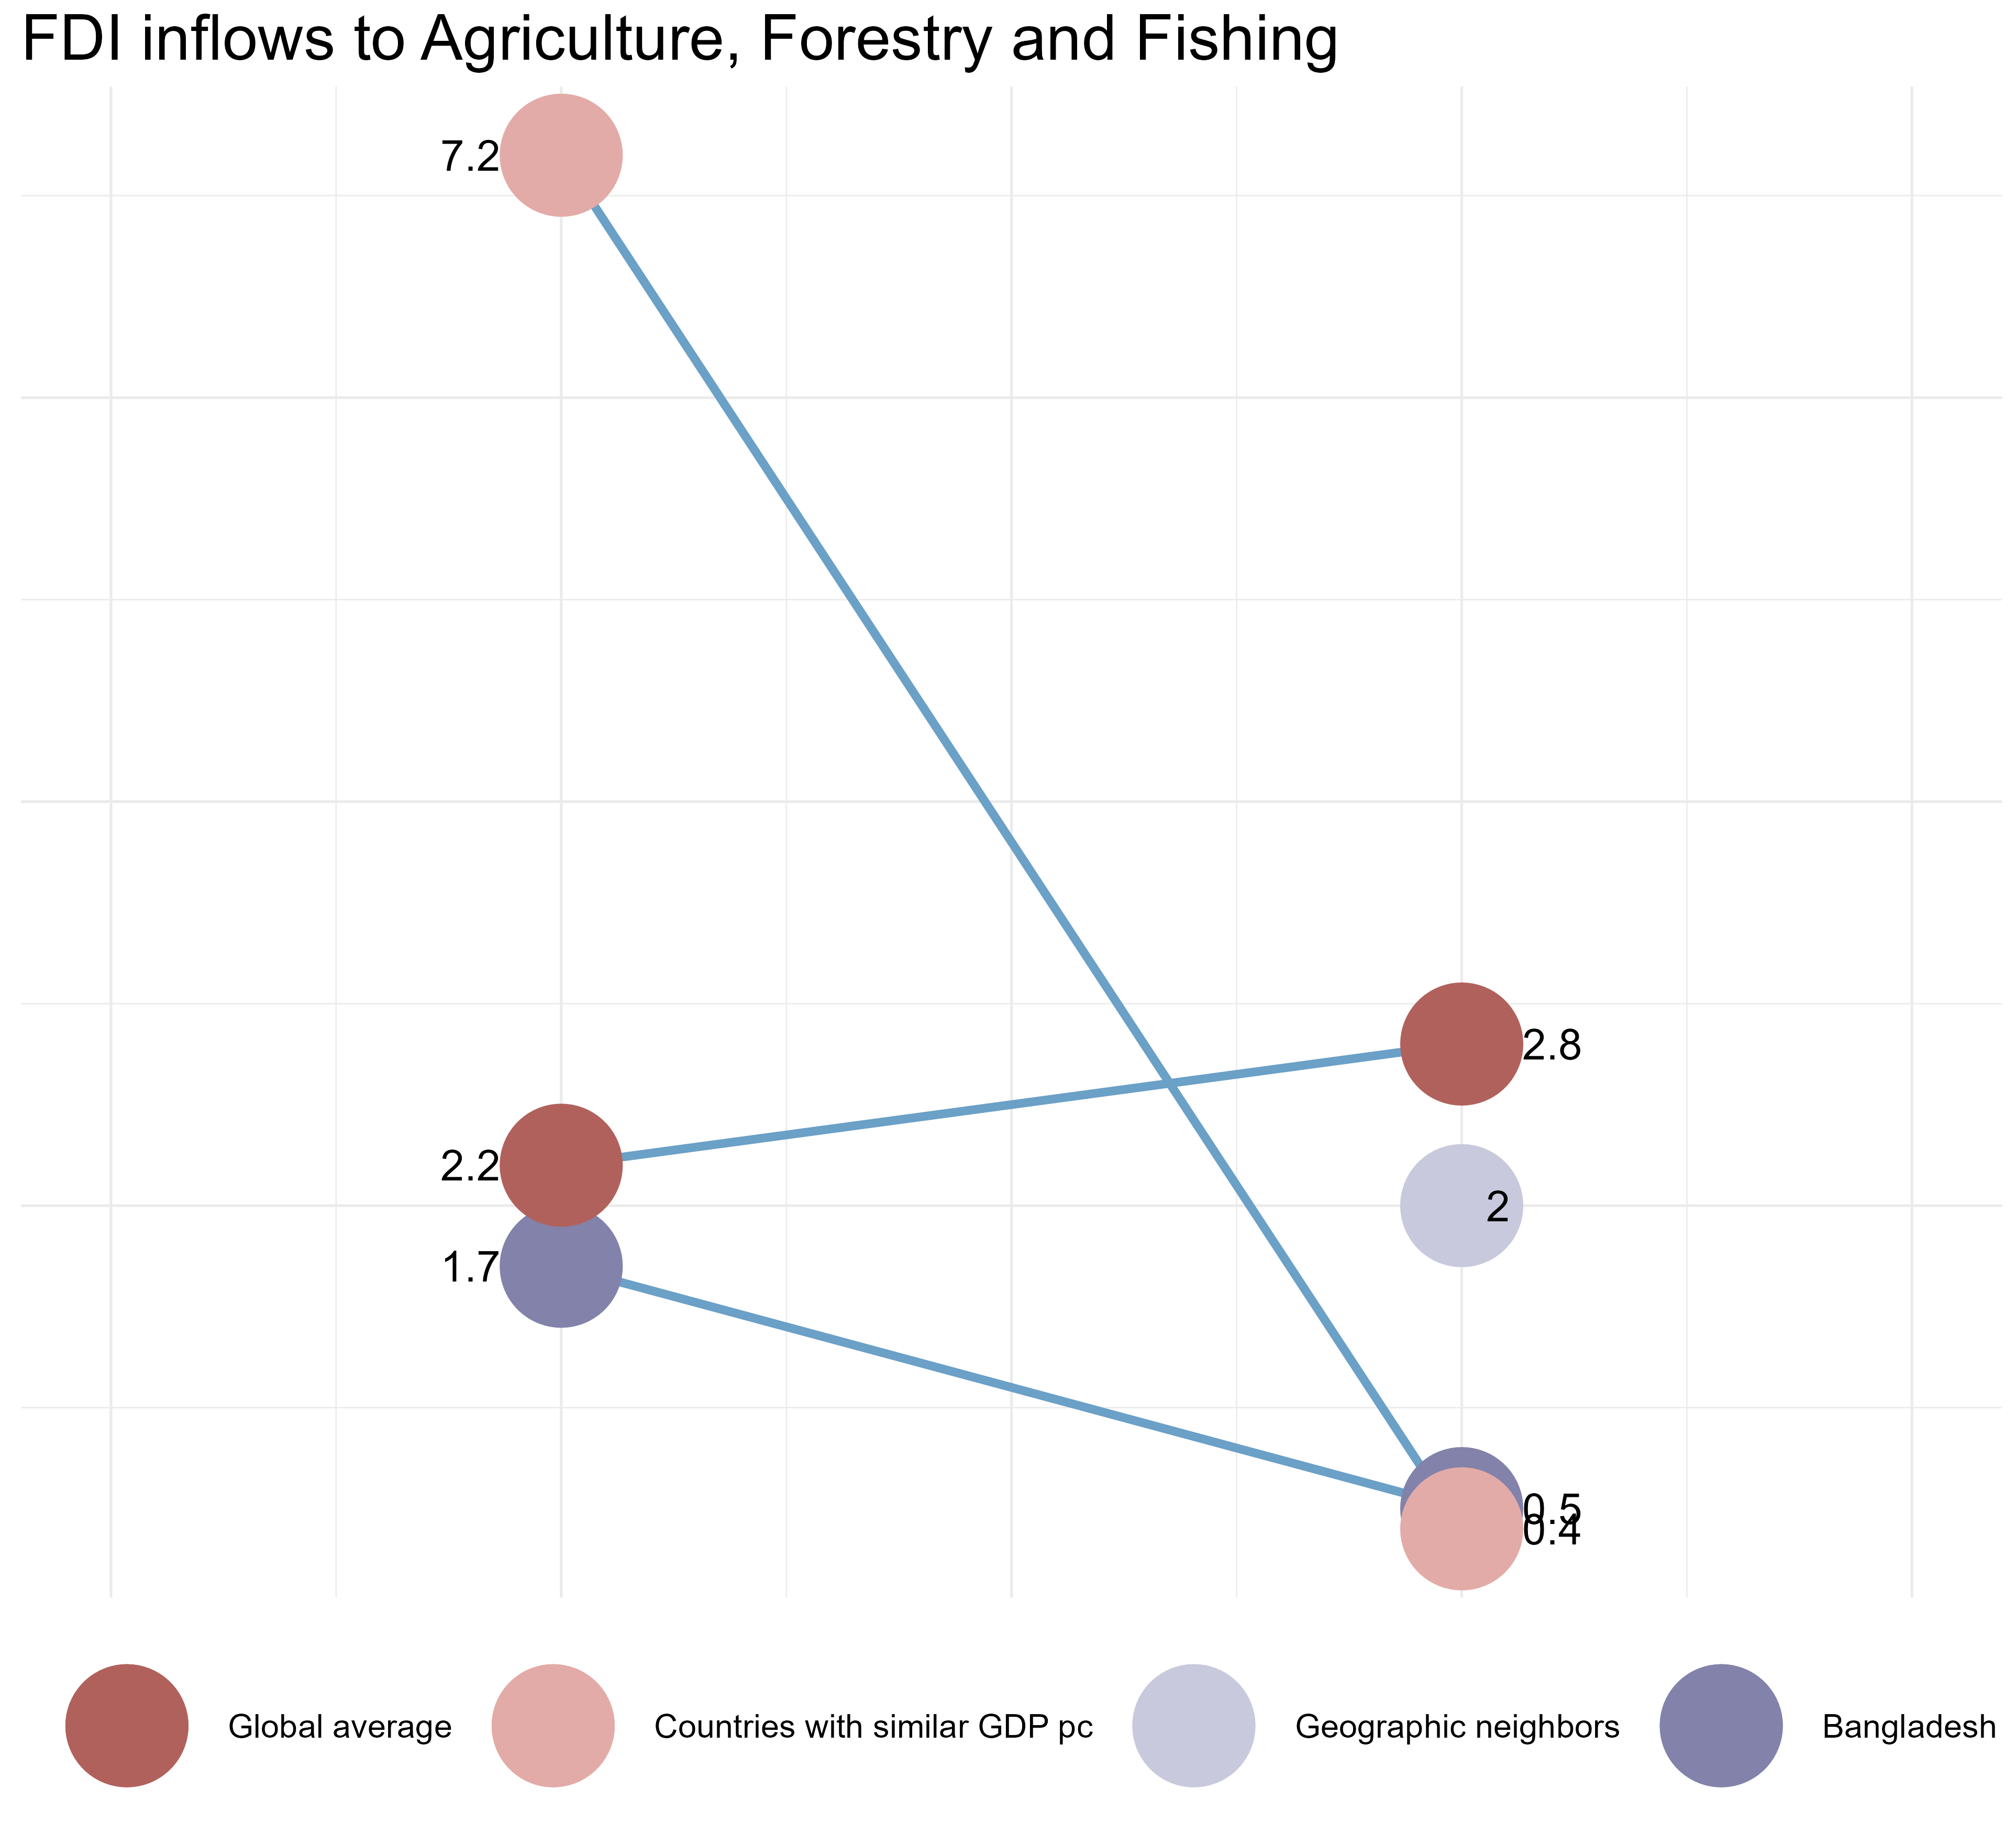 FDI inflows to Agriculture, Forestry and Fishing
7.2
2.8
2.2
2
1.7
0.5
0.4
Global average
Countries with similar GDP pc
Geographic neighbors
Bangladesh